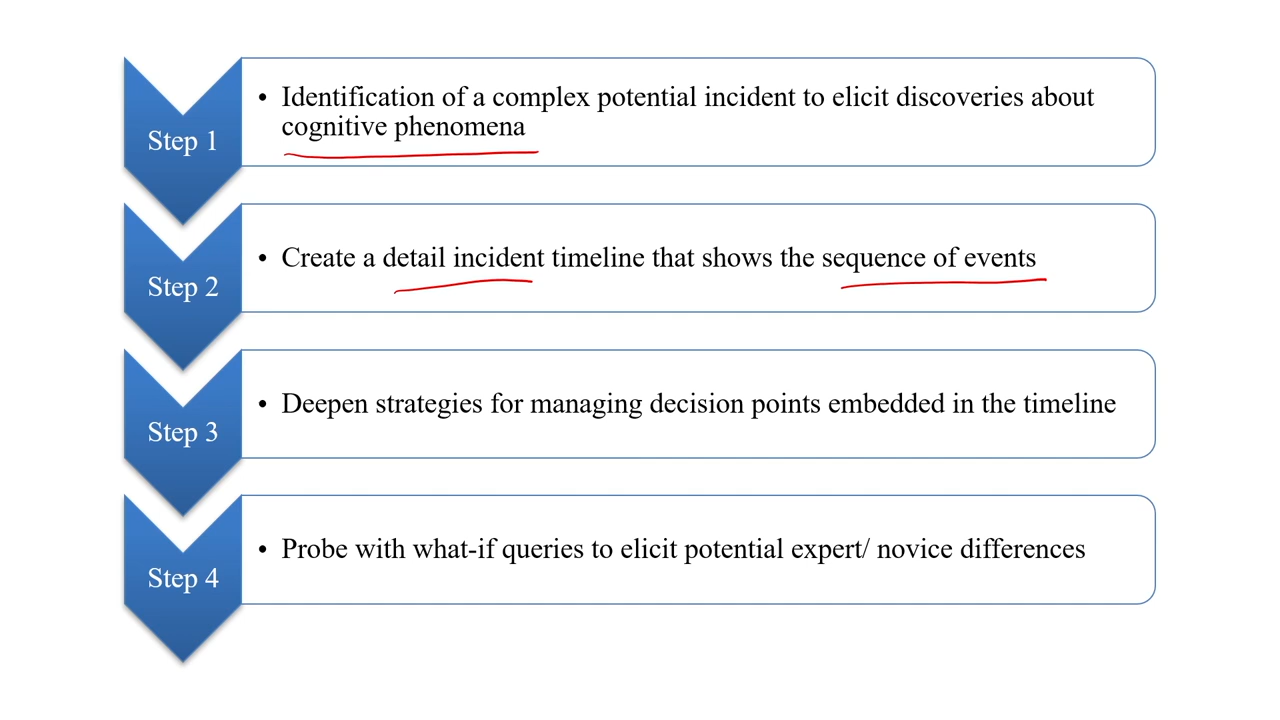 Step 1
• Identification of a complex potential incident to elicit discoveries about
cognitive phenomena
Step 2
• Create a detail incident timeline that shows the sequence of events
Step 3
• Deepen strategies for managing decision points embedded in the timeline
Step 4
• Probe with what-if queries to elicit potential expert/ novice differences